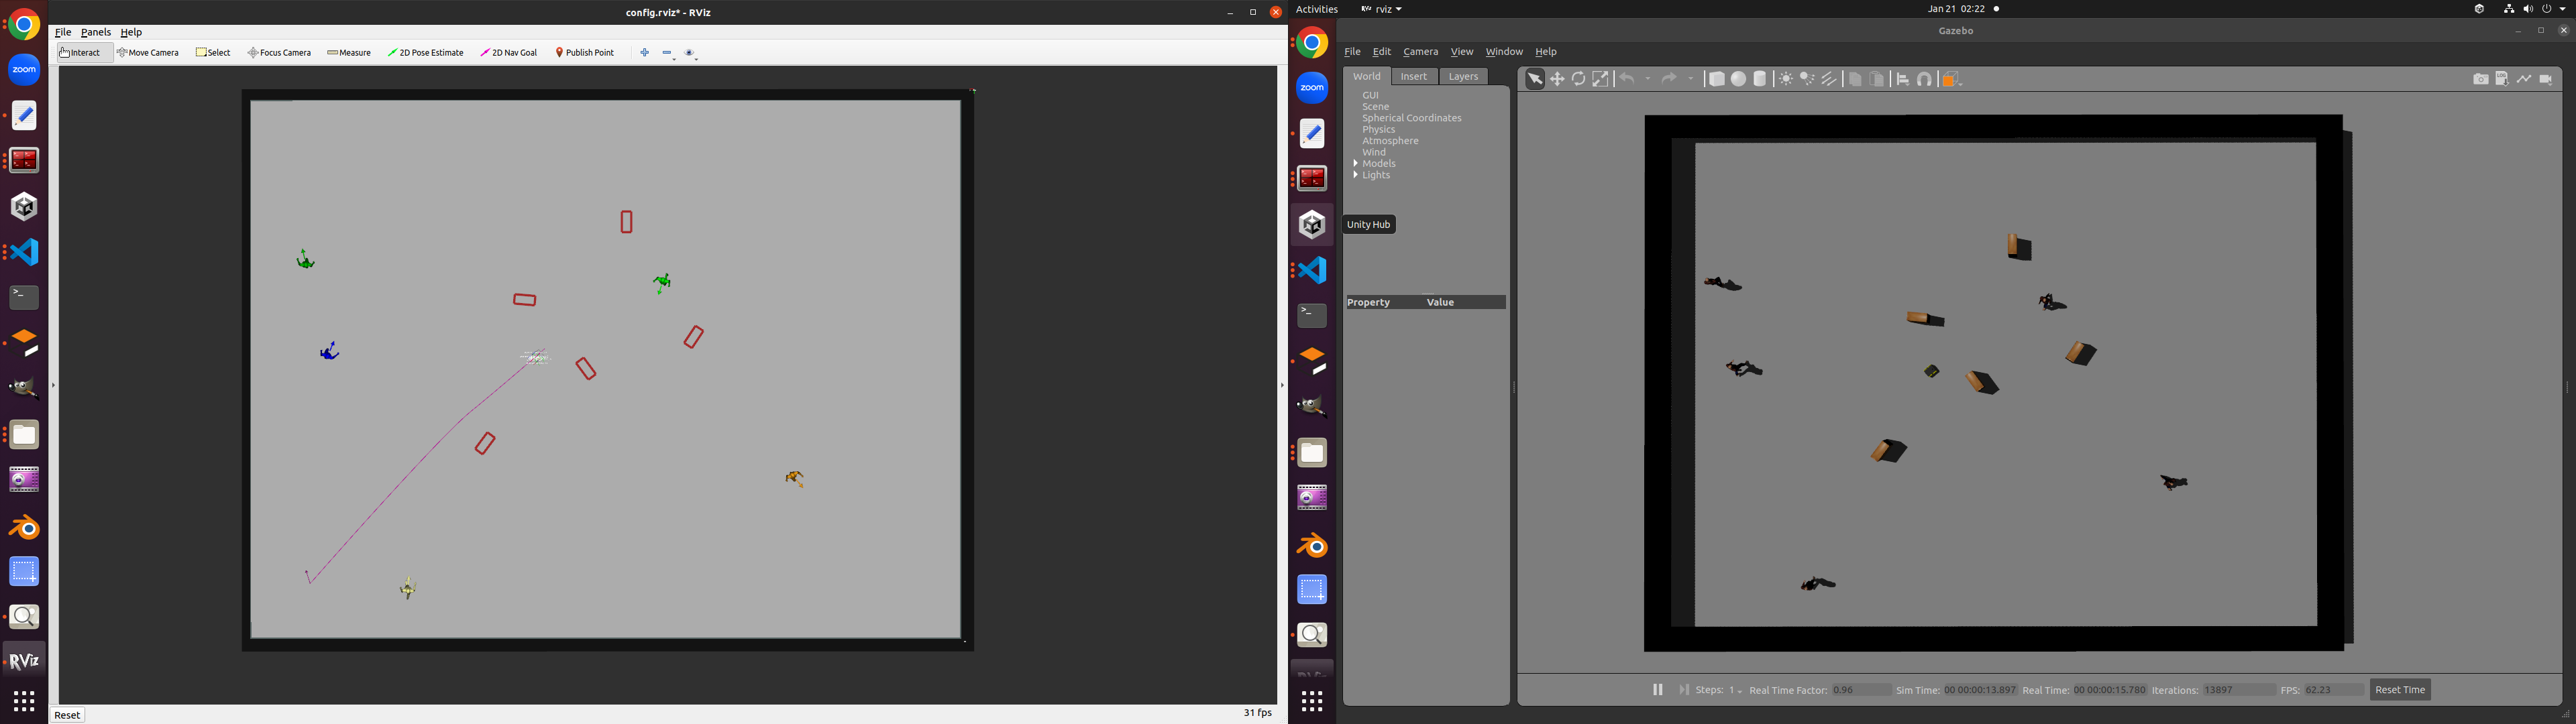 config.rviz* - RViz
File Panels Help
Interact Move Camera Select Focus Camera Measure 2D Pose Estimate 2D Nav Goal Publish Point
zoom
>_
RViz
Reset
31 fps
Activities RViz rviz Jan 21 02:22
Gazebo
File Edit Camera View Window Help
World Insert Layers
GUI
Scene
Spherical Coordinates
Physics
Atmosphere
Wind
Models
Lights
zoom
Unity Hub
Property Value
>_
Steps: 1 Real Time Factor: 0.96 Sim Time: 00 00:00:13.897 Real Time: 00 00:00:15.780 Iterations: 13897 FPS: 62.23 Reset Time